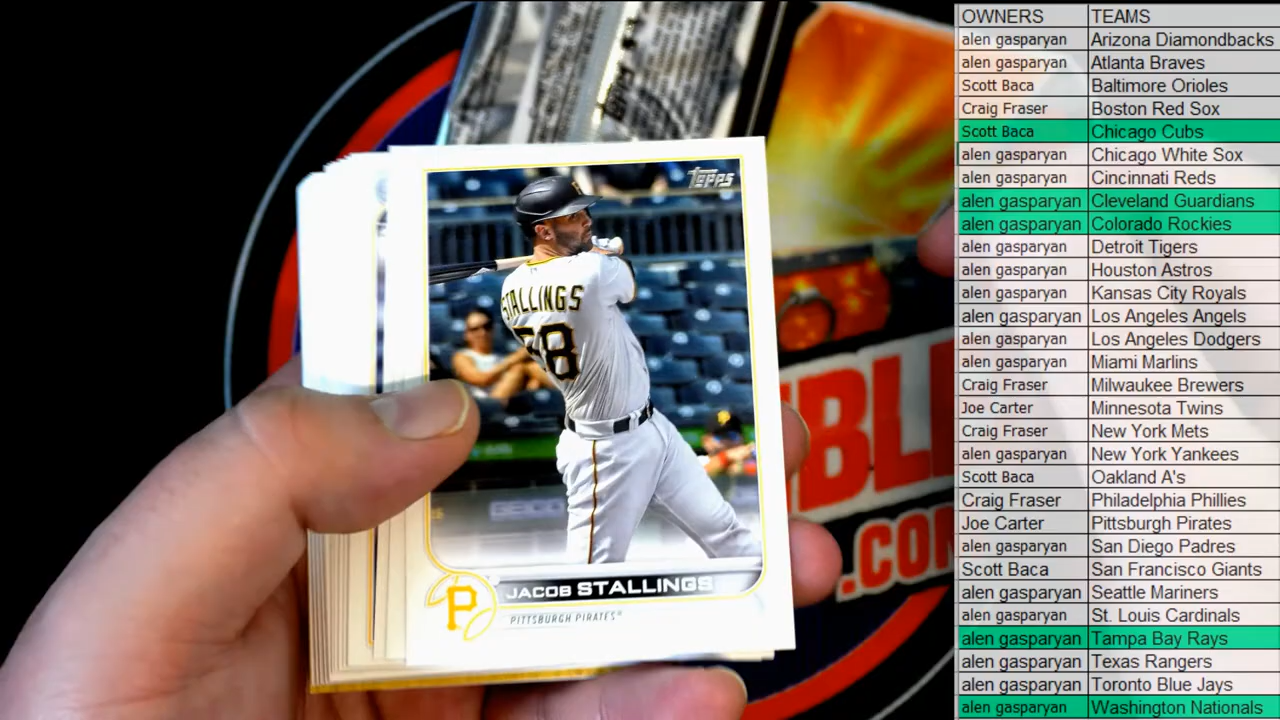 Topps
STALLINGS
58
P
JACOB STALLINGS
PITTSBURGH PIRATES®
BLE
.COM
OWNERS TEAMS
alen gasparyan Arizona Diamondbacks
alen gasparyan Atlanta Braves
Scott Baca Baltimore Orioles
Craig Fraser Boston Red Sox
Scott Baca Chicago Cubs
alen gasparyan Chicago White Sox
alen gasparyan Cincinnati Reds
alen gasparyan Cleveland Guardians
alen gasparyan Colorado Rockies
alen gasparyan Detroit Tigers
alen gasparyan Houston Astros
alen gasparyan Kansas City Royals
alen gasparyan Los Angeles Angels
alen gasparyan Los Angeles Dodgers
alen gasparyan Miami Marlins
Craig Fraser Milwaukee Brewers
Joe Carter Minnesota Twins
Craig Fraser New York Mets
alen gasparyan New York Yankees
Scott Baca Oakland A's
Craig Fraser Philadelphia Phillies
Joe Carter Pittsburgh Pirates
alen gasparyan San Diego Padres
Scott Baca San Francisco Giants
alen gasparyan Seattle Mariners
alen gasparyan St. Louis Cardinals
alen gasparyan Tampa Bay Rays
alen gasparyan Texas Rangers
alen gasparyan Toronto Blue Jays
alen gasparyan Washington Nationals